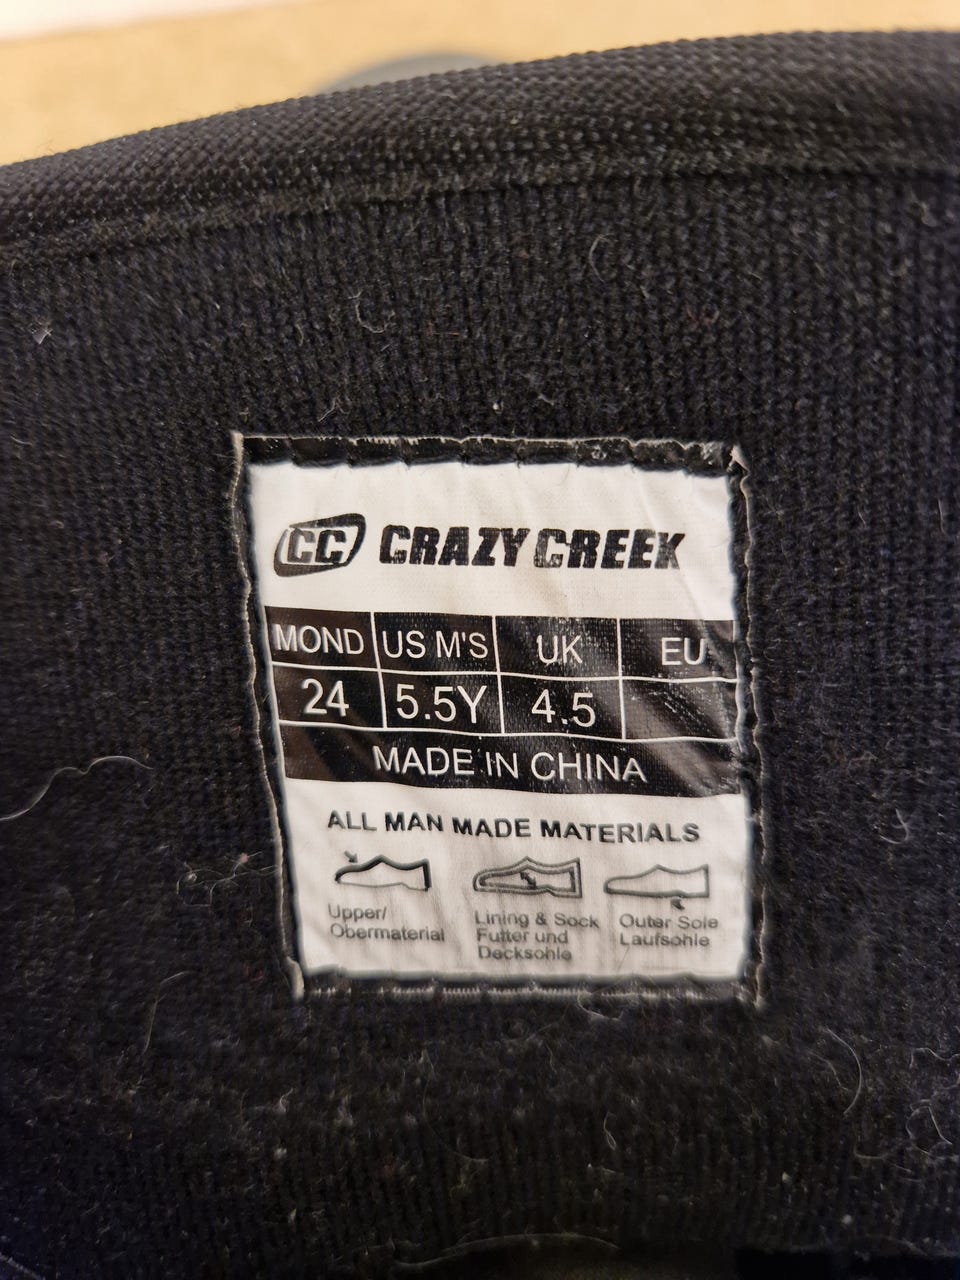 CC CRAZY CREEK
MOND US M'S UK EU
24 5.5Y 4.5
MADE IN CHINA
ALL MAN MADE MATERIALS
Upper/
Obermaterial
Lining & Sock
Futter und
Decksohle
Outer Sole
Laufsohle